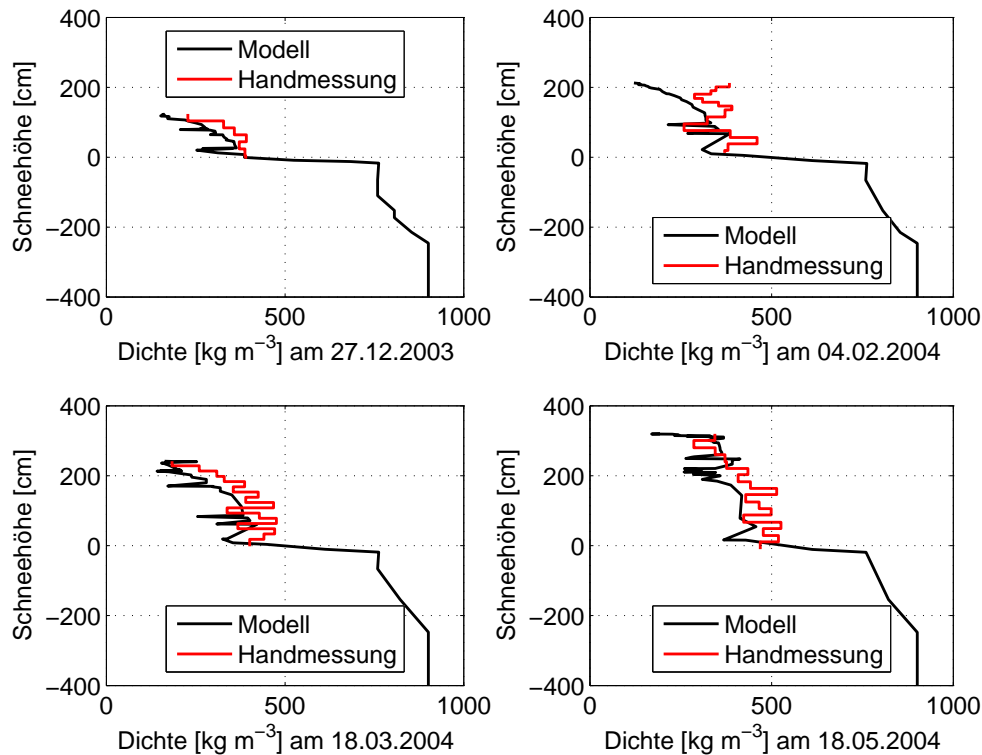 400
200
0
−200
−400
Schneehöhe [cm]
Modell
Handmessung
0 500 1000
Dichte [kg m⁻³] am 27.12.2003
400
200
0
−200
−400
Schneehöhe [cm]
Modell
Handmessung
0 500 1000
Dichte [kg m⁻³] am 04.02.2004
400
200
0
−200
−400
Schneehöhe [cm]
Modell
Handmessung
0 500 1000
Dichte [kg m⁻³] am 18.03.2004
400
200
0
−200
−400
Schneehöhe [cm]
Modell
Handmessung
0 500 1000
Dichte [kg m⁻³] am 18.05.2004